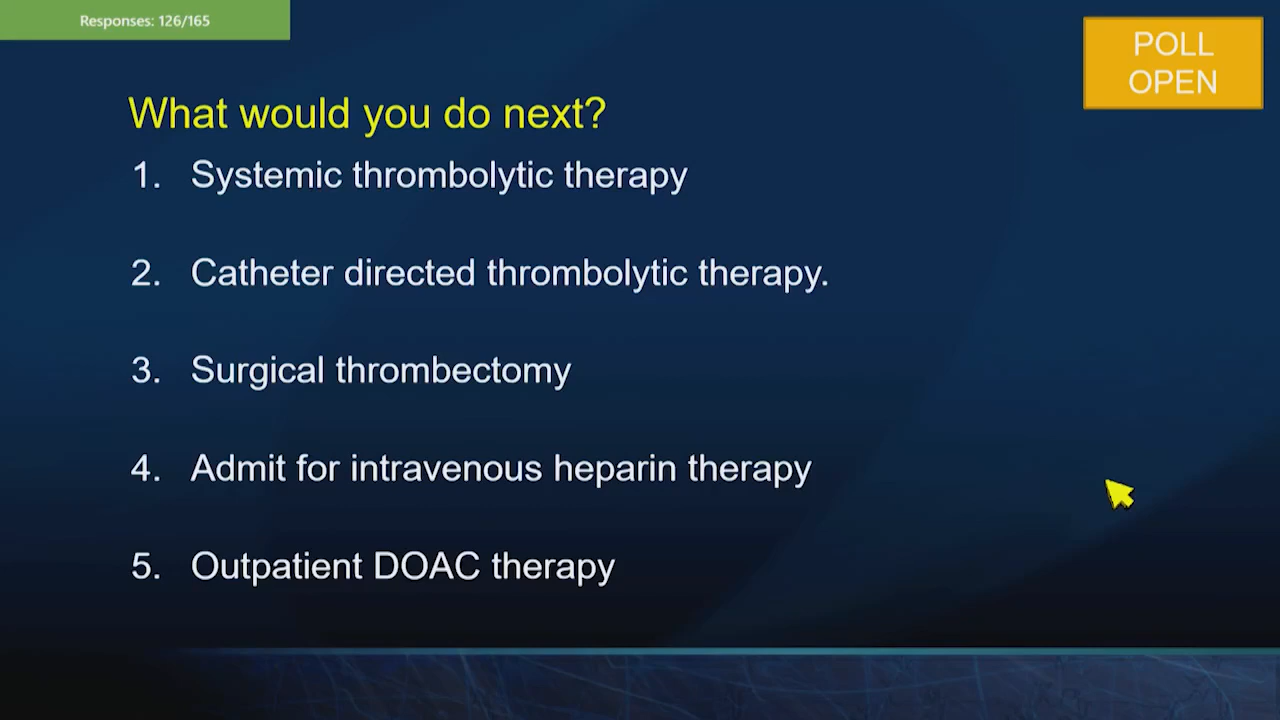 Responses: 126/165
POLL
OPEN
What would you do next?
1. Systemic thrombolytic therapy
2. Catheter directed thrombolytic therapy.
3. Surgical thrombectomy
4. Admit for intravenous heparin therapy
5. Outpatient DOAC therapy